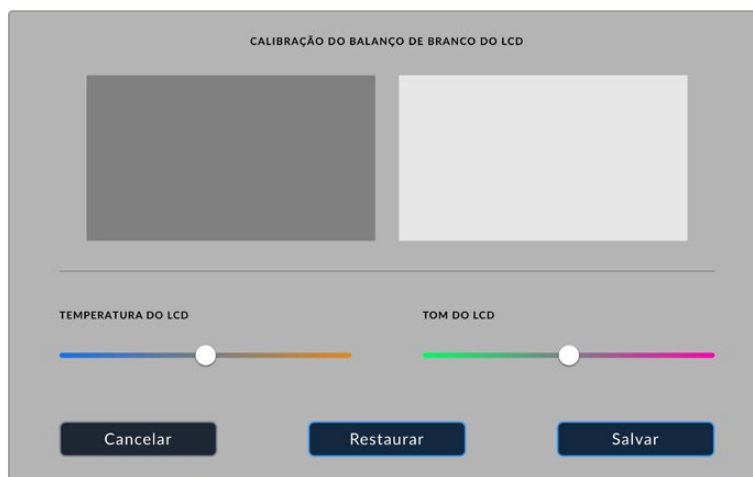 CALIBRAÇÃO DO BALANÇO DE BRANCO DO LCD
TEMPERATURA DO LCD
TOM DO LCD
Cancelar
Restaurar
Salvar